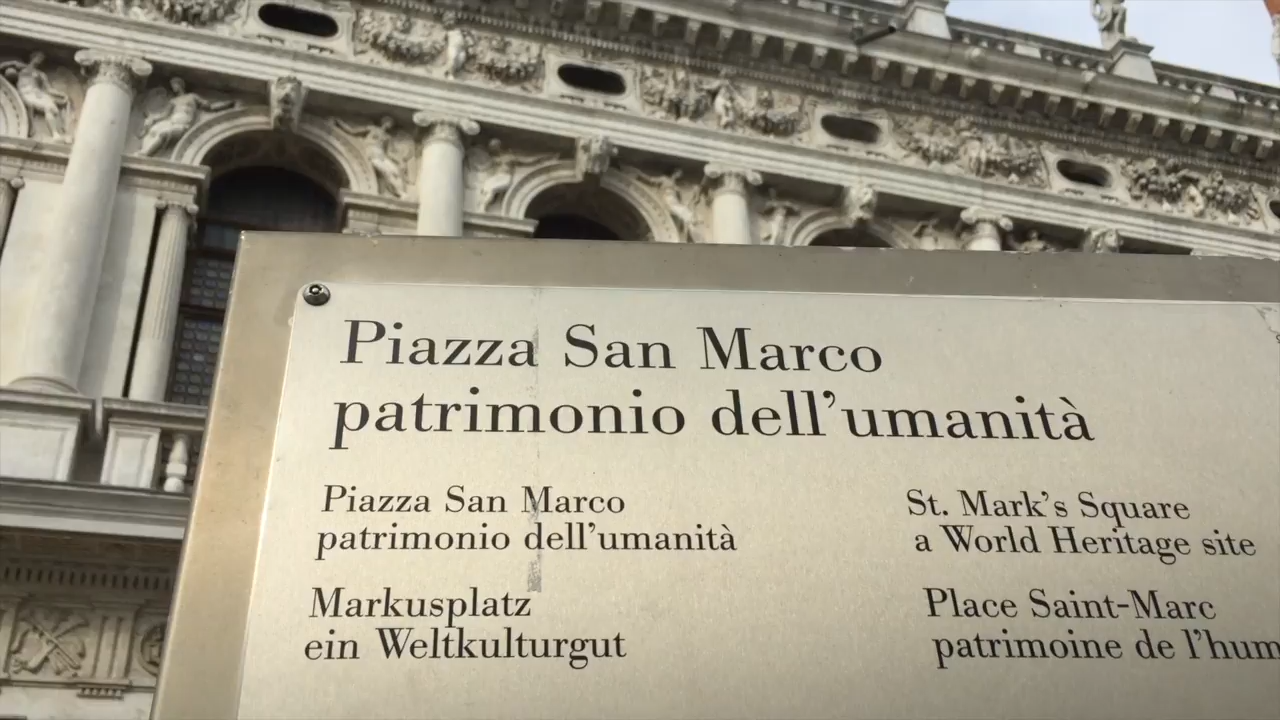 Piazza San Marco
patrimonio dell'umanità
Piazza San Marco
patrimonio dell'umanità
St. Mark's Square
a World Heritage site
Markusplatz
ein Weltkulturgut
Place Saint-Marc
patrimoine de l'hum